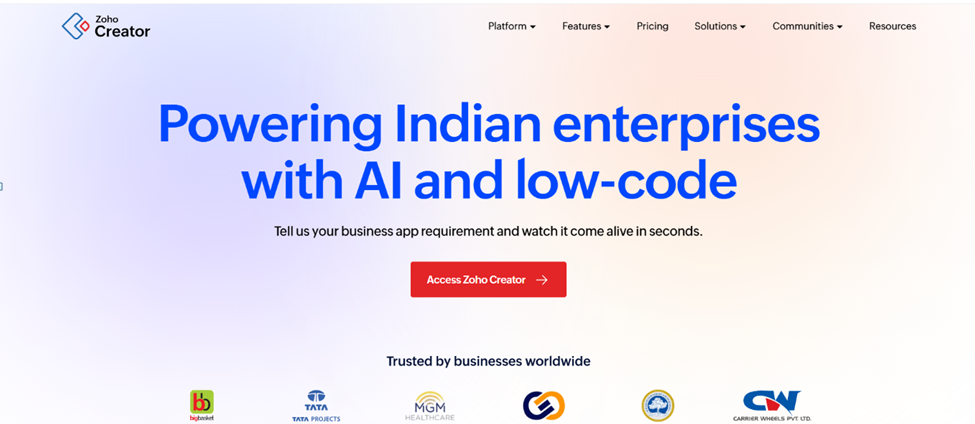 Zoho
Creator
Platform
Features
Pricing
Solutions
Communities
Resources
Powering Indian enterprises
with AI and low-code
Tell us your business app requirement and watch it come alive in seconds.
Access Zoho Creator
Trusted by businesses worldwide
bb
bigbasket
TATA
TATA PROJECTS
MGM
HEALTHCARE
CW
CARRIER WHEELS PVT. LTD.